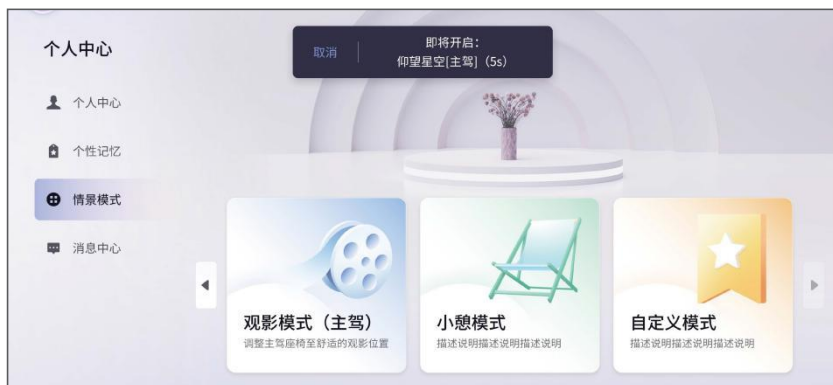 个人中心
个人中心
个性记忆
情景模式
消息中心
取消
即将开启：
仰望星空[主驾]（5s）
观影模式（主驾）
调整主驾座椅至舒适的观影位置
小憩模式
描述说明描述说明描述说明
自定义模式
描述说明描述说明描述说明